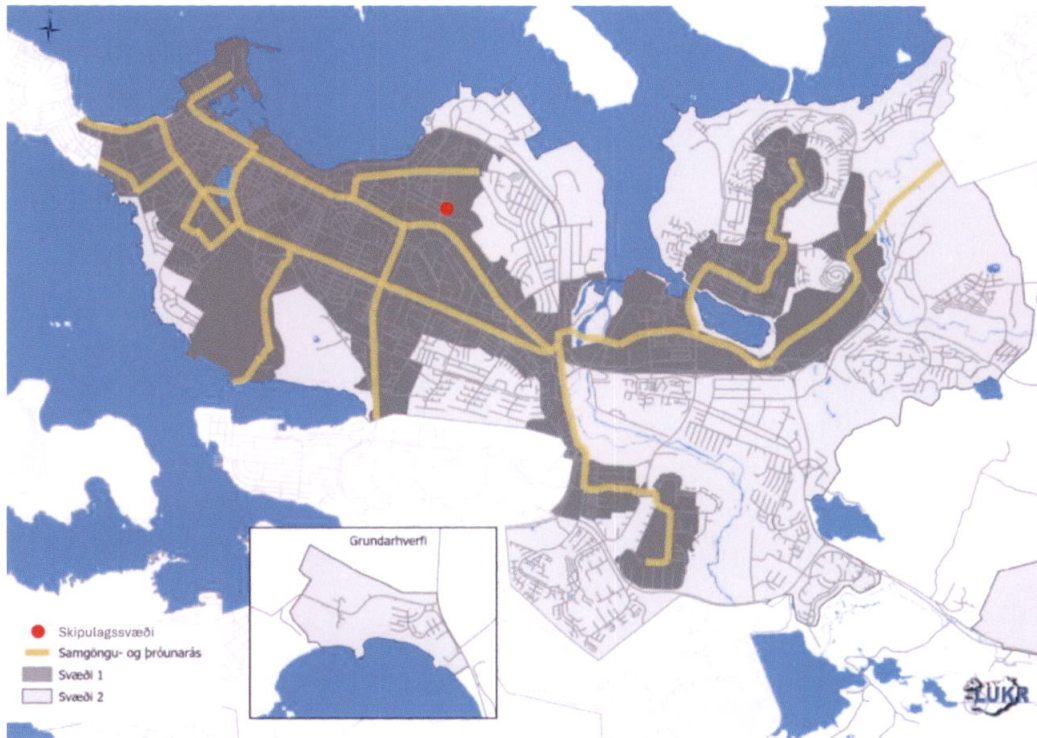 Grundarhverfi
Skipulagssvæði
Samgöngu- og þróunarás
Svæði 1
Svæði 2
LUKR